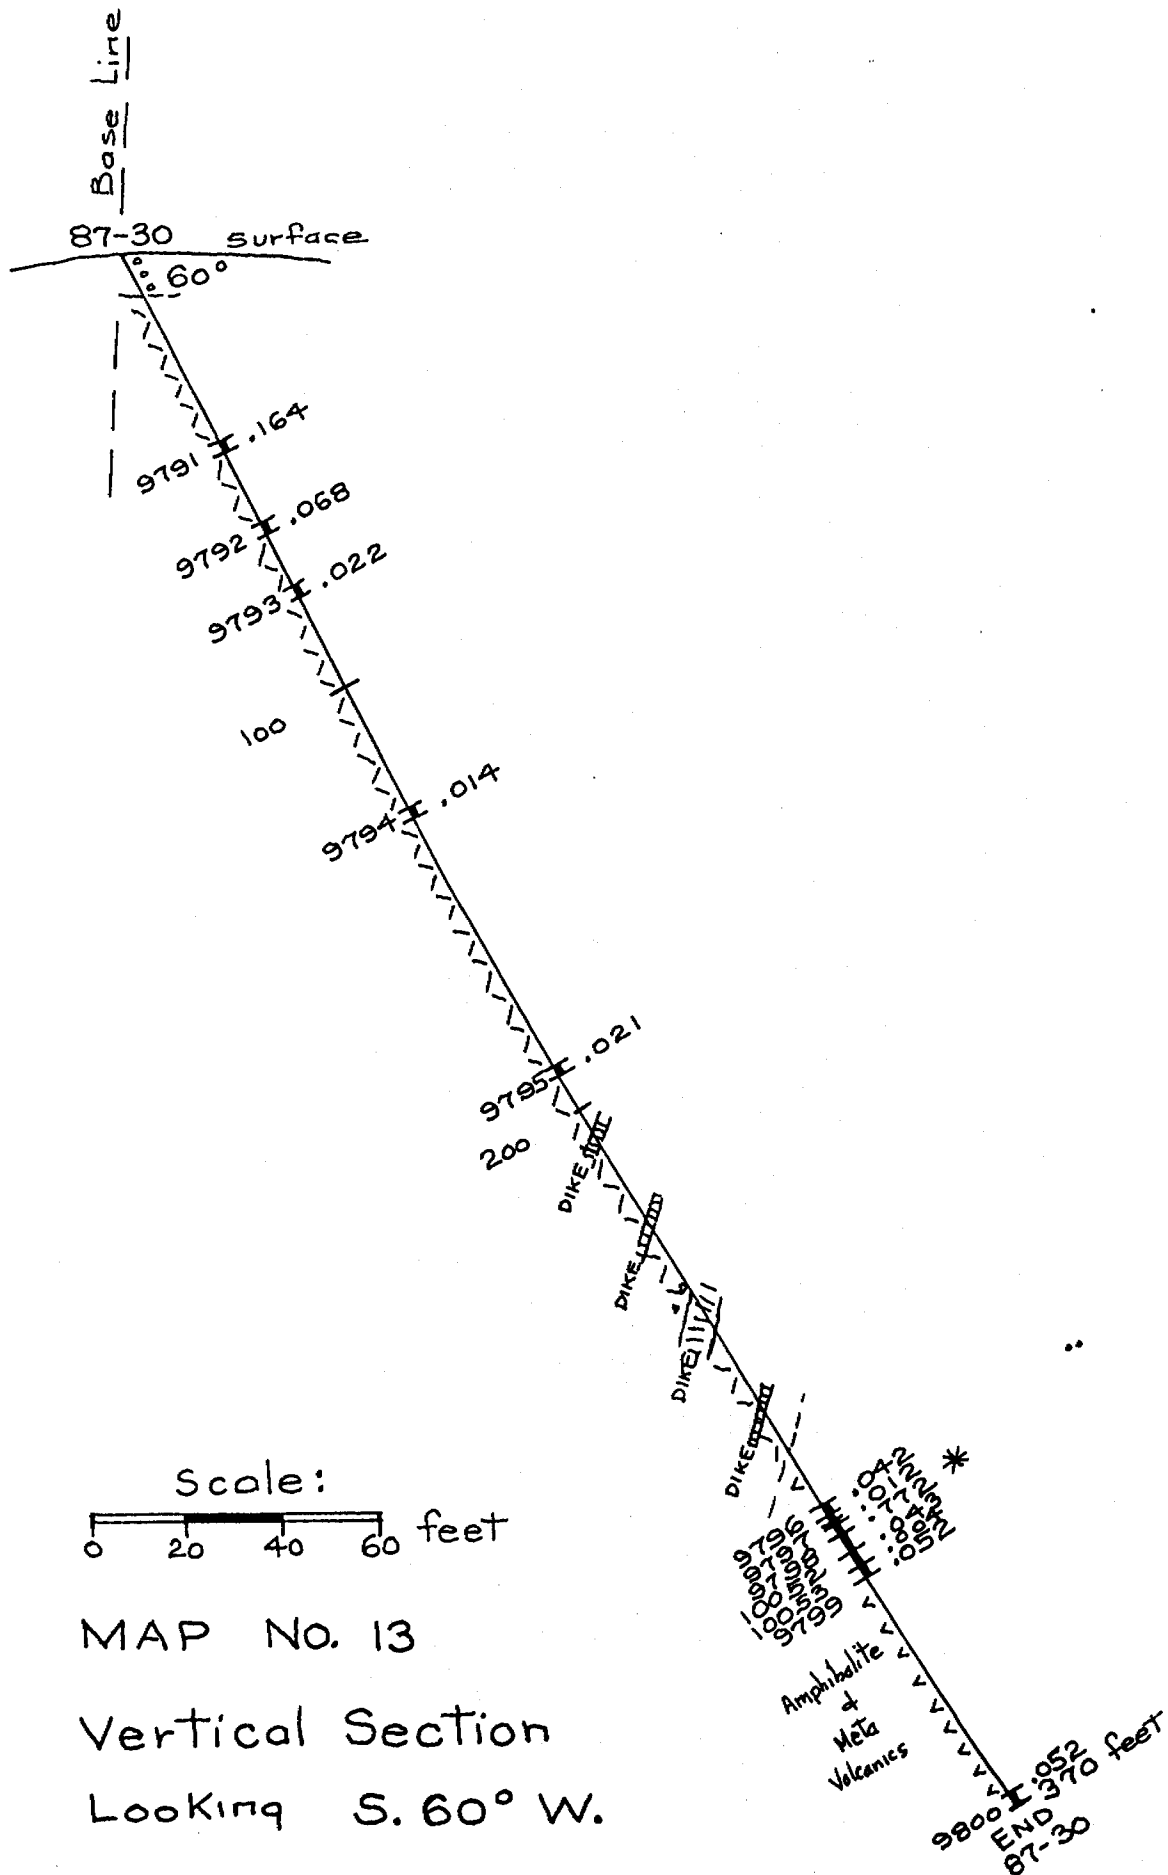 Base Line
87-30
surface
60°
.164
9791
.068
9792
.022
9793
100
.014
9794
.021
9795
200
DIKE
DIKE
DIKE
DIKE
.042
*
.052
9796
9799
Amphibolite
&
Meta
Volcanics
.052
370 feet
9800
END
87-30
Scale:
0 20 40 60 feet
MAP No. 13
Vertical Section
Looking S. 60° W.